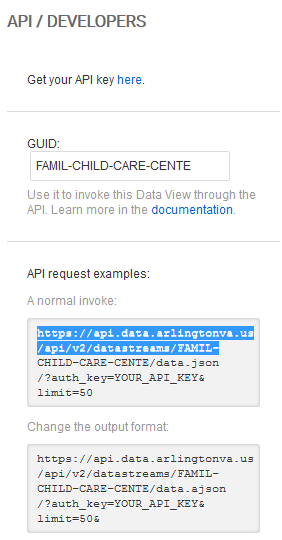 API / DEVELOPERS
Get your API key here.
GUID:
FAMIL-CHILD-CARE-CENTE
Use it to invoke this Data View through the
API. Learn more in the documentation.
API request examples:
A normal invoke:
https://api.data.arlingtonva.us
/api/v2/datastreams/FAMIL-
CHILD-CARE-CENTE/data.json
/?auth_key=YOUR_API_KEY&
limit=50
Change the output format:
https://api.data.arlingtonva.us
/api/v2/datastreams/FAMIL-
CHILD-CARE-CENTE/data.ajson
/?auth_key=YOUR_API_KEY&
limit=50&